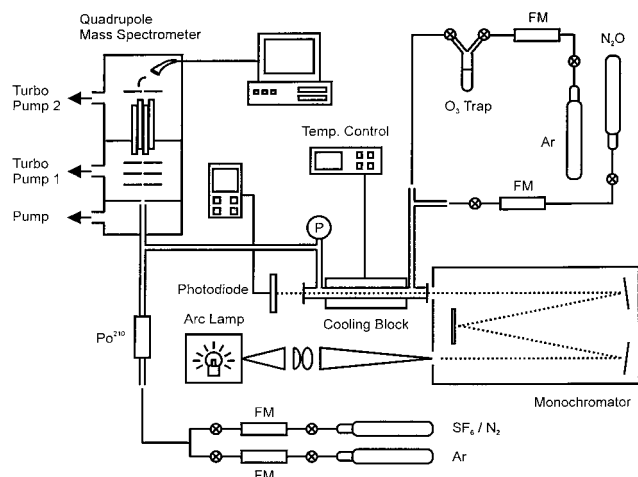 Quadrupole
Mass Spectrometer
Turbo
Pump 2
Turbo
Pump 1
Pump
Temp. Control
FM
N₂O
O₃ Trap
Ar
FM
P
Photodiode
Cooling Block
Po²¹⁰
Arc Lamp
Monochromator
FM
SF₆ / N₂
FM
Ar